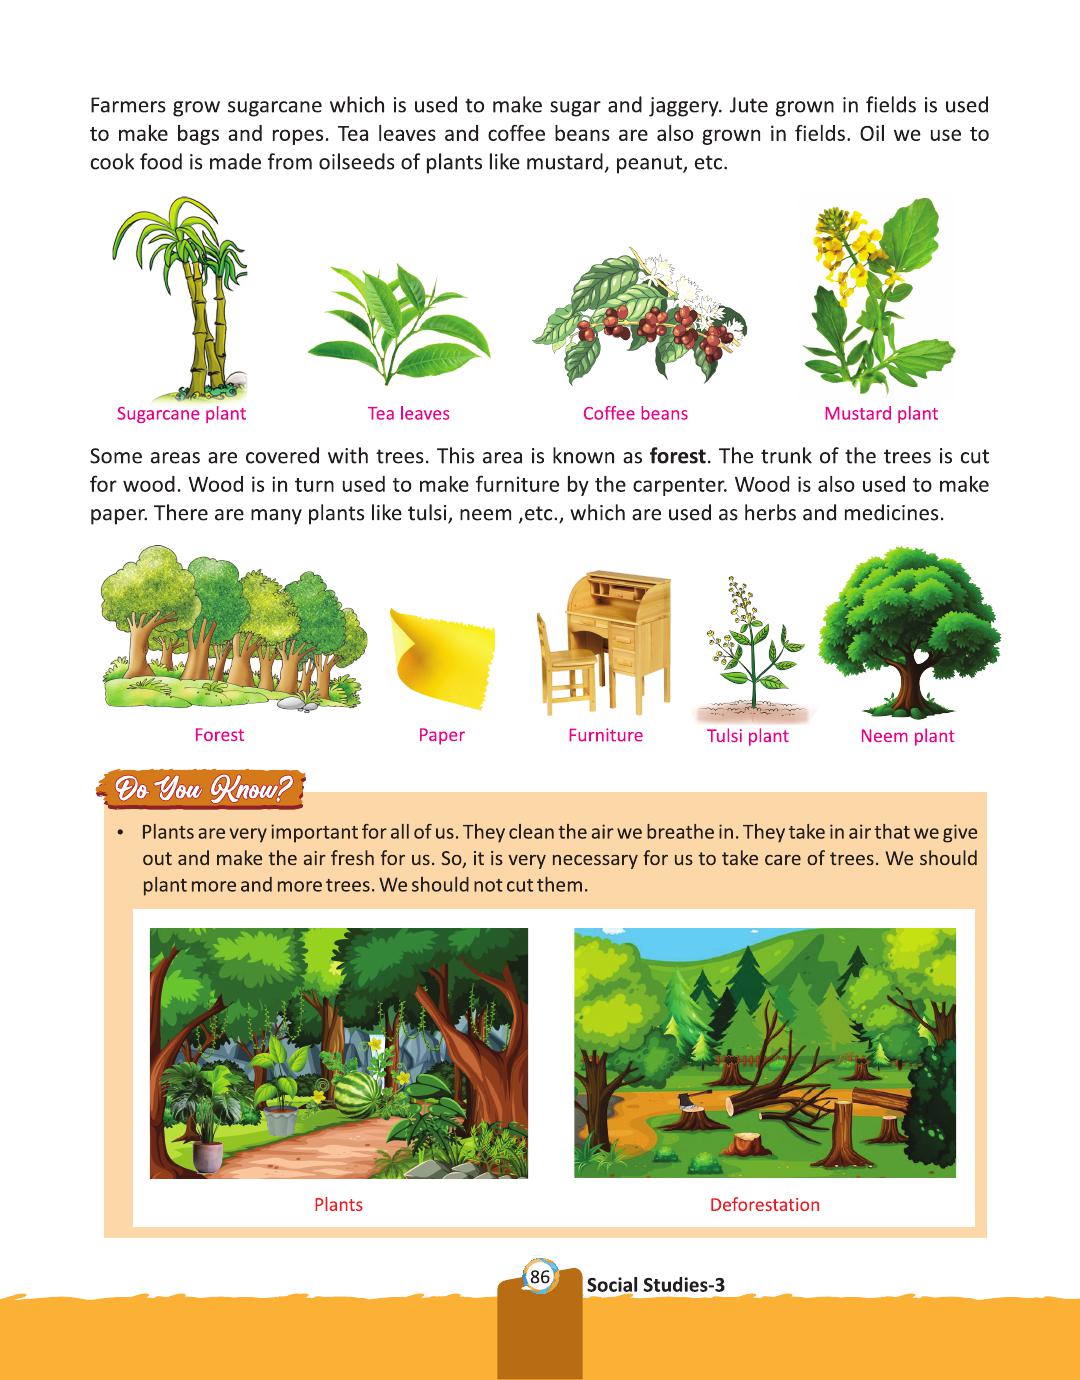 Farmers grow sugarcane which is used to make sugar and jaggery. Jute grown in fields is used
to make bags and ropes. Tea leaves and coffee beans are also grown in fields. Oil we use to
cook food is made from oilseeds of plants like mustard, peanut, etc.
Sugarcane plant
Tea leaves
Coffee beans
Mustard plant
Some areas are covered with trees. This area is known as forest. The trunk of the trees is cut
for wood. Wood is in turn used to make furniture by the carpenter. Wood is also used to make
paper. There are many plants like tulsi, neem ,etc., which are used as herbs and medicines.
Forest
Paper
Furniture
Tulsi plant
Neem plant
Do You Know?
• Plants are very important for all of us. They clean the air we breathe in. They take in air that we give
out and make the air fresh for us. So, it is very necessary for us to take care of trees. We should
plant more and more trees. We should not cut them.
Plants
Deforestation
86
Social Studies-3